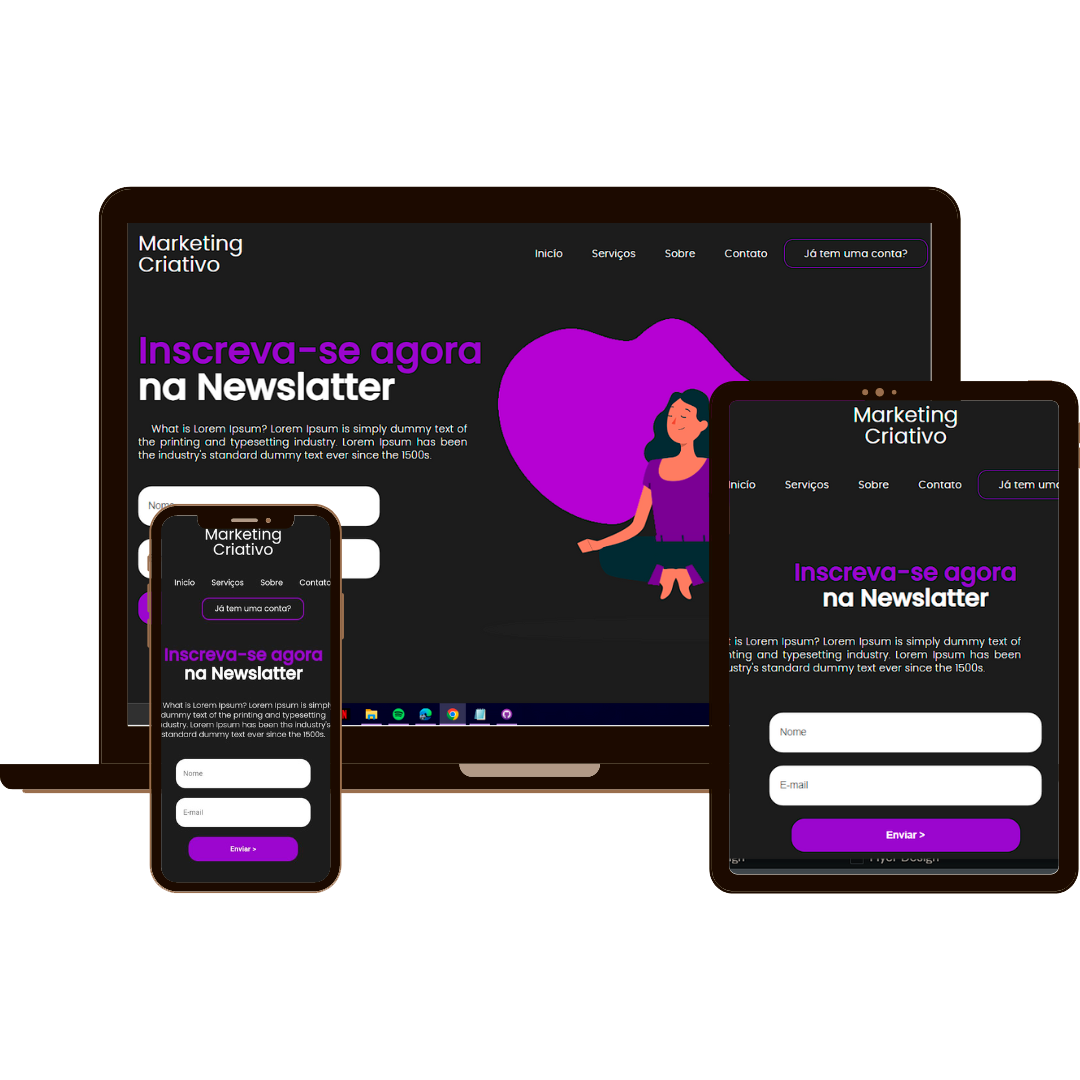 Marketing
Criativo
Inicío
Serviços
Sobre
Contato
Já tem uma conta?
Inscreva-se agora
na Newslatter
What is Lorem Ipsum? Lorem Ipsum is simply dummy text of
the printing and typesetting industry. Lorem Ipsum has been
the industry's standard dummy text ever since the 1500s.
Nome
Marketing
Criativo
Inicío
Serviços
Sobre
Contato
Já tem uma conta?
Inscreva-se agora
na Newslatter
What is Lorem Ipsum? Lorem Ipsum is simply
dummy text of the printing and typesetting
industry. Lorem Ipsum has been the industry's
standard dummy text ever since the 1500s.
Nome
E-mail
Enviar >
Marketing
Criativo
Inicío
Serviços
Sobre
Contato
Já tem uma
Inscreva-se agora
na Newslatter
is Lorem Ipsum? Lorem Ipsum is simply dummy text of
nting and typesetting industry. Lorem Ipsum has been
ustry's standard dummy text ever since the 1500s.
Nome
E-mail
Enviar >
Flyer Design